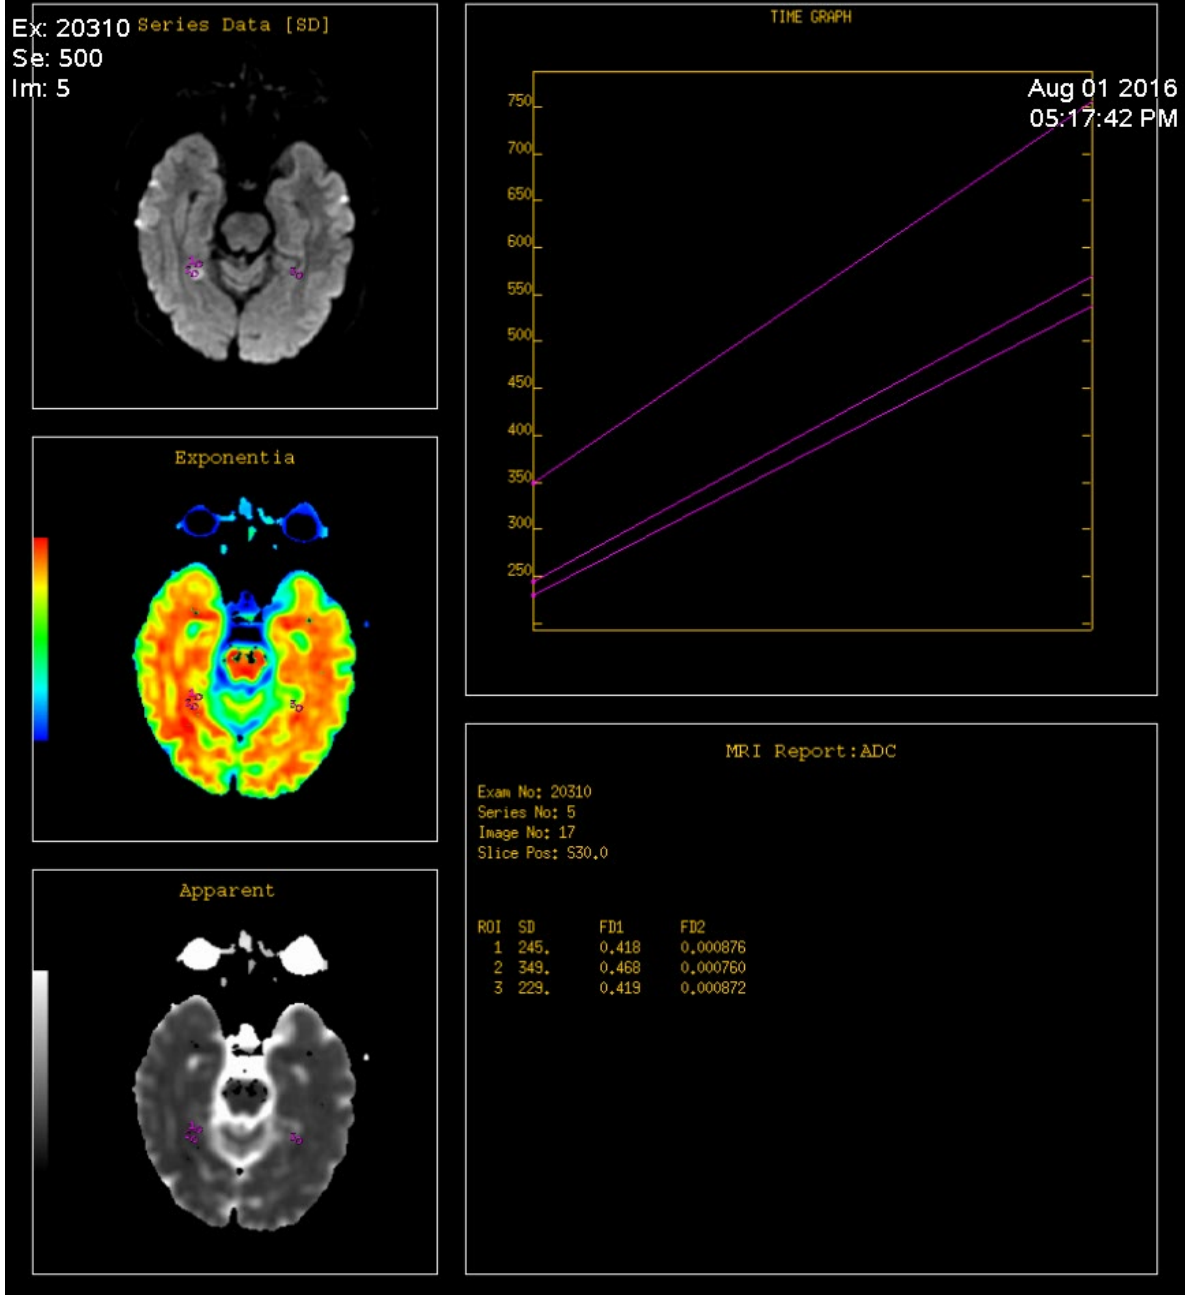 Ex: 20310
Series Data [SD]
Se: 500
Im: 5
TIME GRAPH
Aug 01 2016
05:17:42 PM
750
700
650
600
550
500
450
400
350
300
250
Exponentia
Apparent
MRI Report:ADC
Exam No: 20310
Series No: 5
Image No: 17
Slice Pos: S30.0
ROI SD FD1 FD2
1 245. 0.418 0.000876
2 349. 0.468 0.000760
3 229. 0.419 0.000872